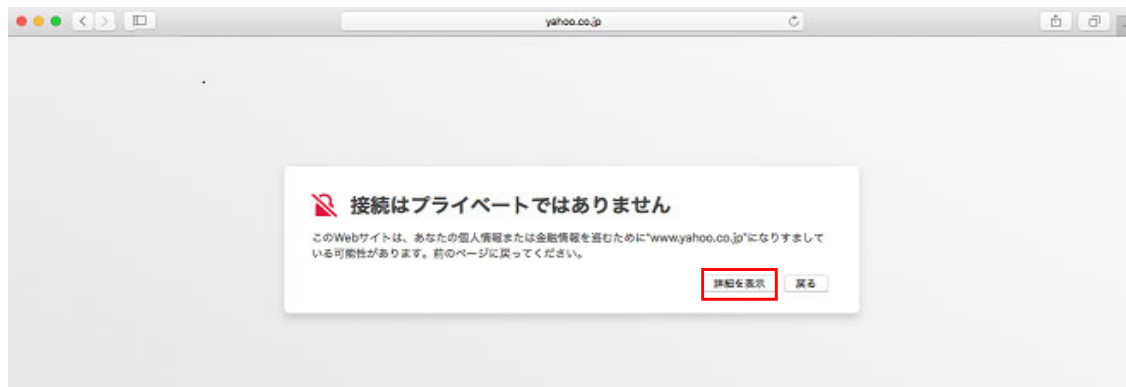 yahoo.co.jp
接続はプライベートではありません
このWebサイトは、あなたの個人情報または金融情報を盗むために"www.yahoo.co.jp"になりすまして
いる可能性があります。前のページに戻ってください。
詳細を表示 戻る